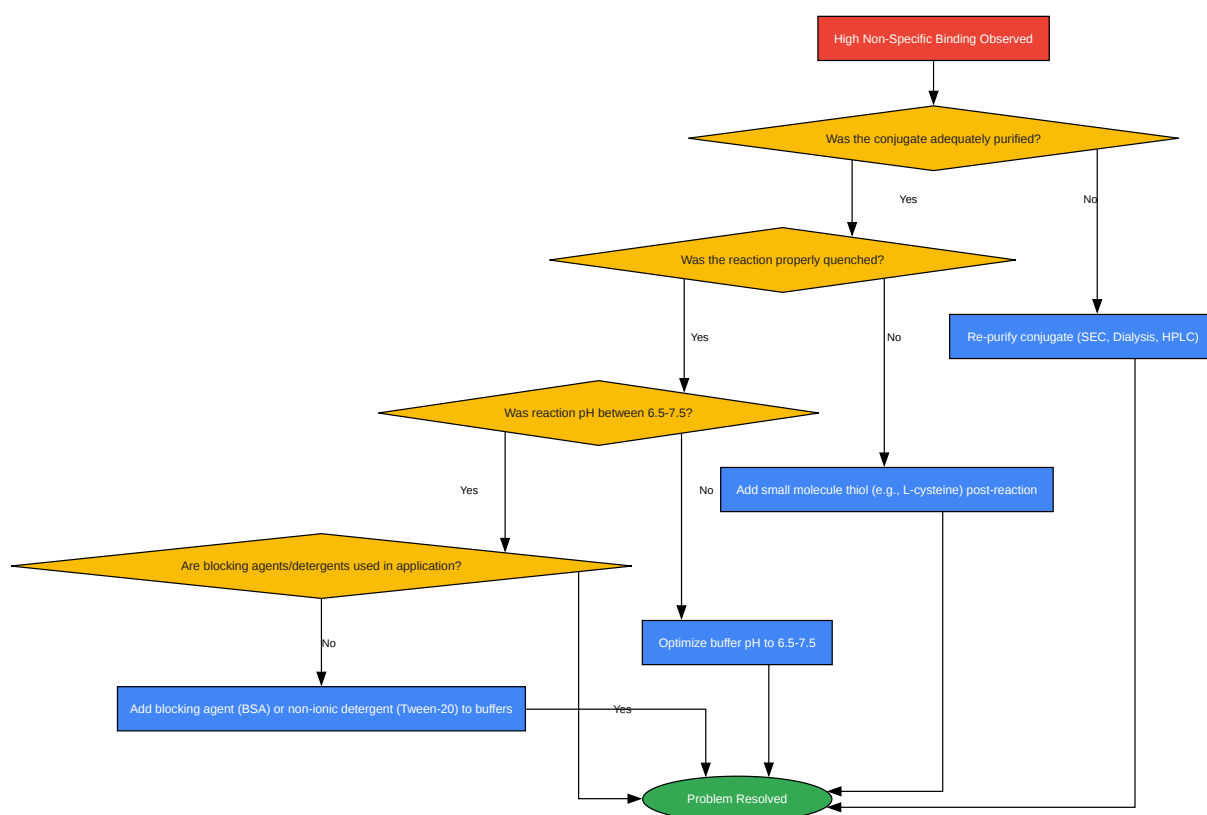 High Non-Specific Binding Observed
Was the conjugate adequately purified?
Yes
No
Was the reaction properly quenched?
Yes
No
Re-purify conjugate (SEC, Dialysis, HPLC)
Was reaction pH between 6.5-7.5?
Yes
No
Add small molecule thiol (e.g., L-cysteine) post-reaction
Are blocking agents/detergents used in application?
No
Optimize buffer pH to 6.5-7.5
Add blocking agent (BSA) or non-ionic detergent (Tween-20) to buffers
Yes
Problem Resolved